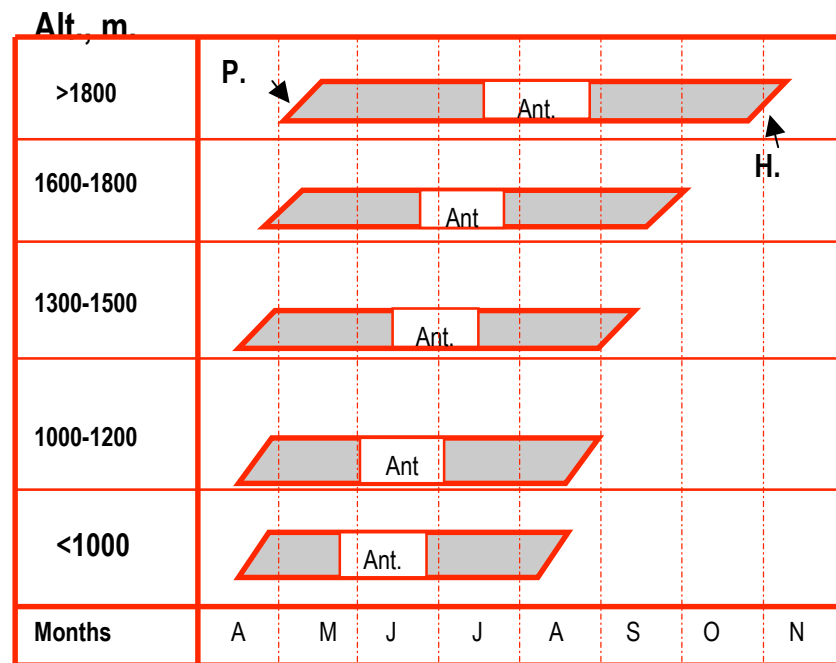 Alt., m.
>1800
P.
Ant.
H.
1600-1800
Ant
1300-1500
Ant.
1000-1200
Ant
<1000
Ant.
Months A M J J A S O N